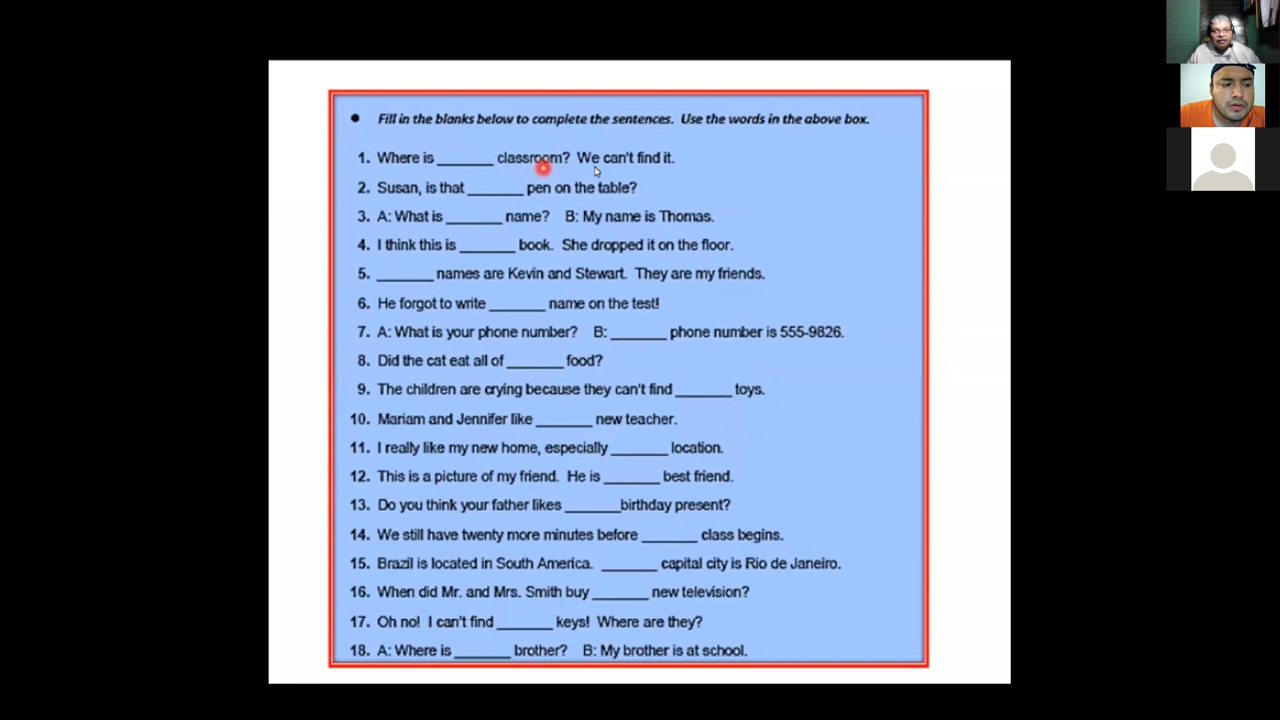 ● Fill in the blanks below to complete the sentences. Use the words in the above box.
1. Where is _______ classroom? We can't find it.
2. Susan, is that _______ pen on the table?
3. A: What is _______ name? B: My name is Thomas.
4. I think this is _______ book. She dropped it on the floor.
5. _______ names are Kevin and Stewart. They are my friends.
6. He forgot to write _______ name on the test!
7. A: What is your phone number? B: _______ phone number is 555-9826.
8. Did the cat eat all of _______ food?
9. The children are crying because they can't find _______ toys.
10. Mariam and Jennifer like _______ new teacher.
11. I really like my new home, especially _______ location.
12. This is a picture of my friend. He is _______ best friend.
13. Do you think your father likes _______birthday present?
14. We still have twenty more minutes before _______ class begins.
15. Brazil is located in South America. _______ capital city is Rio de Janeiro.
16. When did Mr. and Mrs. Smith buy _______ new television?
17. Oh no! I can't find _______ keys! Where are they?
18. A: Where is _______ brother? B: My brother is at school.